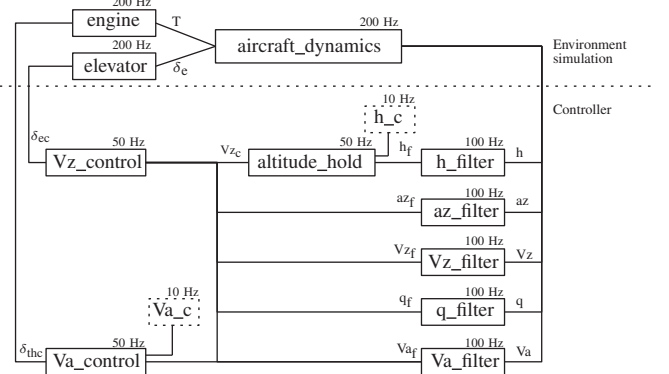 200 Hz
engine
T
200 Hz
aircraft_dynamics
200 Hz
elevator
δe
Environment
simulation
Controller
10 Hz
h_c
δec
50 Hz
Vz_control
Vzc
50 Hz
altitude_hold
hf
100 Hz
h_filter
h
azf
100 Hz
az_filter
az
Vzf
100 Hz
Vz_filter
Vz
10 Hz
Va_c
qf
100 Hz
q_filter
q
δthc
50 Hz
Va_control
Vaf
100 Hz
Va_filter
Va